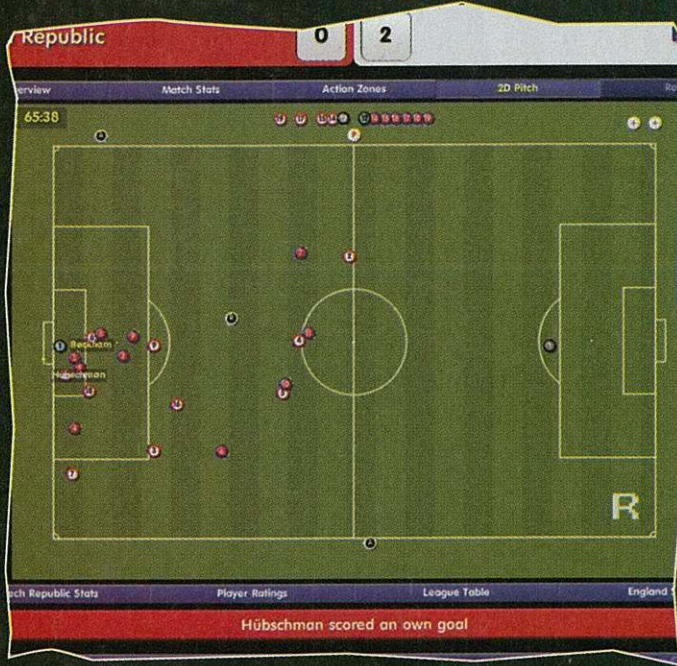 Republic 0 2
erview Match Stats Action Zones 2D Pitch Re
65:38
Beckham
Hübschman
R
ech Republic Stats Player Ratings League Table England
Hübschman scored an own goal